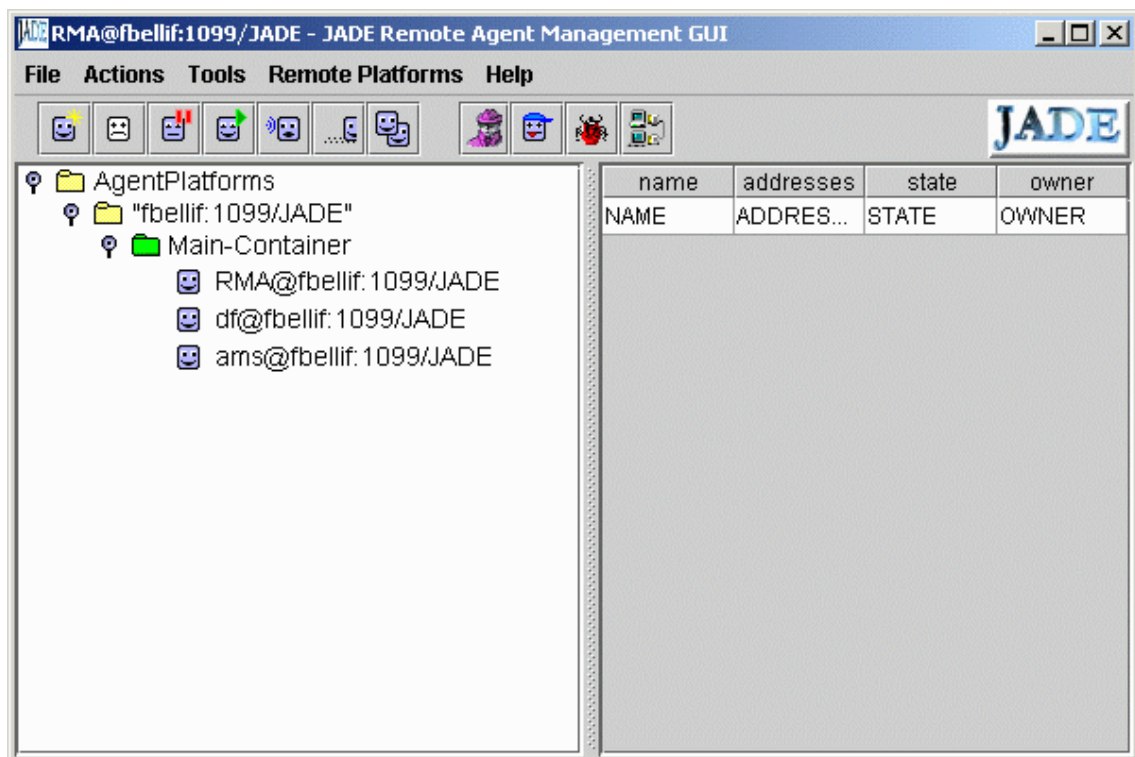 RMA@fbellif:1099/JADE - JADE Remote Agent Management GUI
File Actions Tools Remote Platforms Help
JADE
AgentPlatforms
"fbellif:1099/JADE"
Main-Container
RMA@fbellif:1099/JADE
df@fbellif:1099/JADE
ams@fbellif:1099/JADE
name addresses state owner
NAME ADDRES... STATE OWNER